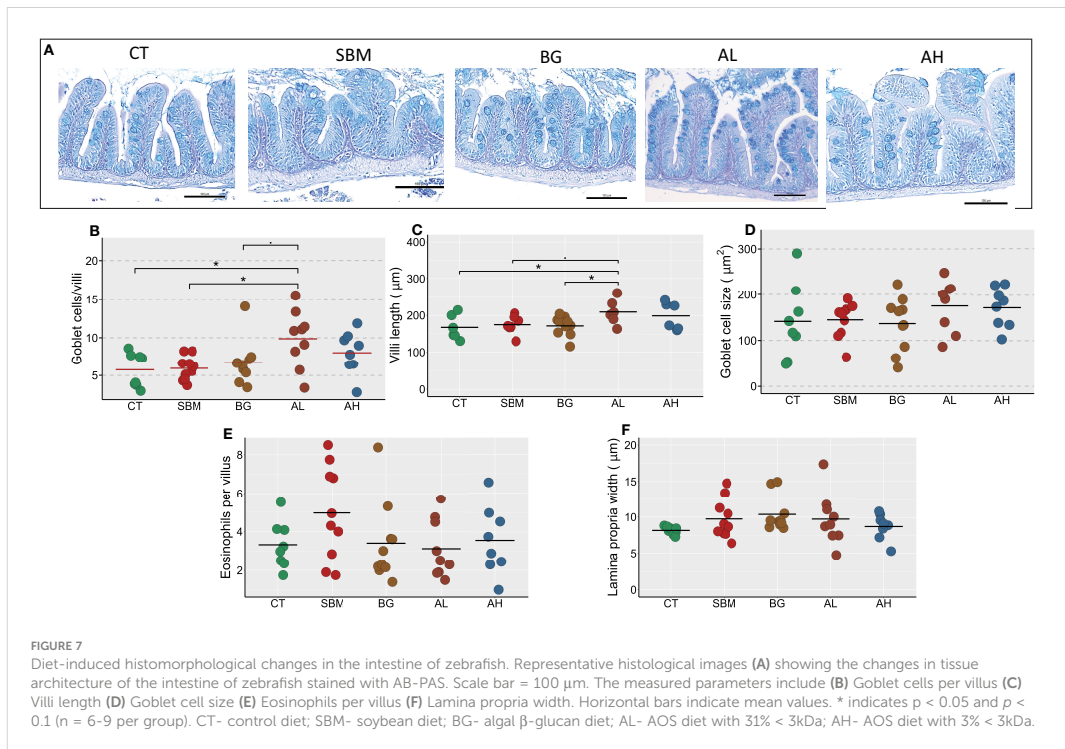 A
CT
SBM
BG
AL
AH
B
Goblet cells/villi
20
15
10
5
*
*
.
CT SBM BG AL AH
C
Villi length ( μm)
400
300
200
100
0
.
*
*
CT SBM BG AL AH
D
Goblet cell size ( μm²)
300
200
100
0
CT SBM BG AL AH
E
Eosinophils per villus
8
6
4
2
CT SBM BG AL AH
F
Lamina propria width ( μm)
20
15
10
5
0
CT SBM BG AL AH
FIGURE 7
Diet-induced histomorphological changes in the intestine of zebrafish. Representative histological images (A) showing the changes in tissue
architecture of the intestine of zebrafish stained with AB-PAS. Scale bar = 100 μm. The measured parameters include (B) Goblet cells per villus (C)
Villi length (D) Goblet cell size (E) Eosinophils per villus (F) Lamina propria width. Horizontal bars indicate mean values. * indicates p < 0.05 and p <
0.1 (n = 6-9 per group). CT- control diet; SBM- soybean diet; BG- algal β-glucan diet; AL- AOS diet with 31% < 3kDa; AH- AOS diet with 3% < 3kDa.